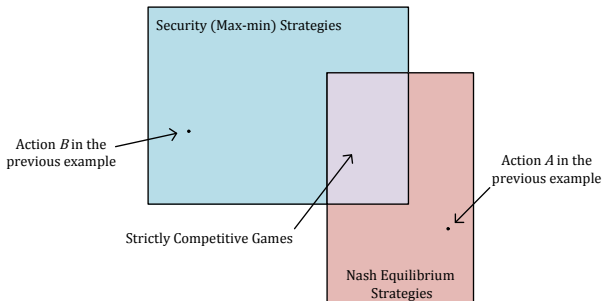 Security (Max-min) Strategies
Action B in the
previous example
Action A in the
previous example
Strictly Competitive Games
Nash Equilibrium
Strategies